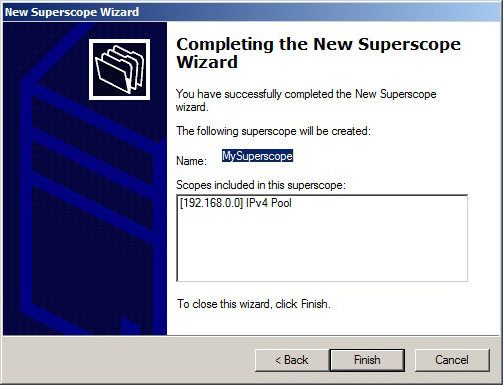 New Superscope Wizard
Completing the New Superscope
Wizard
You have successfully completed the New Superscope
wizard.
The following superscope will be created:
Name: MySuperscope
Scopes included in this superscope:
[192.168.0.0] IPv4 Pool
To close this wizard, click Finish.
< Back Finish Cancel